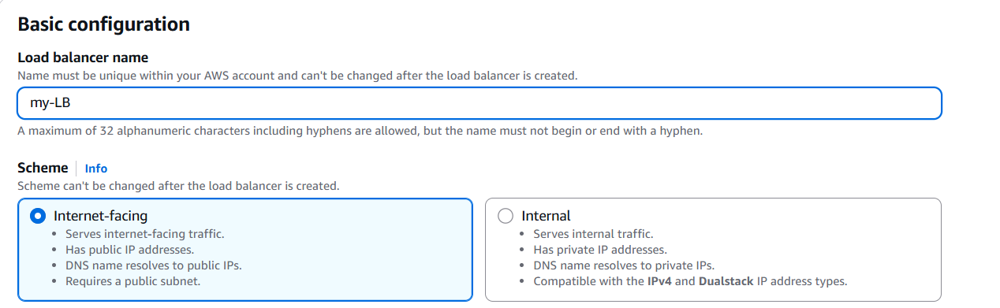 Basic configuration
Load balancer name
Name must be unique within your AWS account and can't be changed after the load balancer is created.
my-LB
A maximum of 32 alphanumeric characters including hyphens are allowed, but the name must not begin or end with a hyphen.
Scheme | Info
Scheme can't be changed after the load balancer is created.
Internet-facing
• Serves internet-facing traffic.
• Has public IP addresses.
• DNS name resolves to public IPs.
• Requires a public subnet.
Internal
• Serves internal traffic.
• Has private IP addresses.
• DNS name resolves to private IPs.
• Compatible with the IPv4 and Dualstack IP address types.